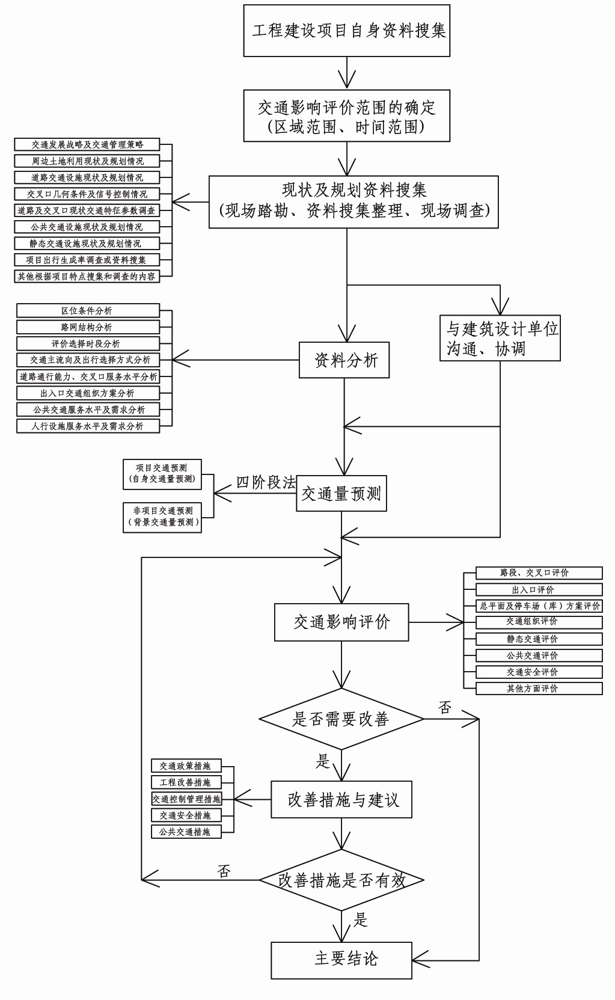 工程建设项目自身资料搜集
交通影响评价范围的确定
(区域范围、时间范围)
现状及规划资料搜集
(现场踏勘、资料搜集整理、现场调查)
交通发展战略及交通管理策略
周边土地利用现状及规划情况
道路交通设施现状及规划情况
交叉口几何条件及信号控制情况
道路及交叉口现状交通特征参数调查
公共交通设施现状及规划情况
静态交通设施现状及规划情况
项目出行生成率调查或资料搜集
其他根据项目特点搜集和调查的内容
与建筑设计单位
沟通、协调
资料分析
区位条件分析
路网结构分析
评价选择时段分析
交通主流向及出行选择方式分析
道路通行能力、交叉口服务水平分析
出入口交通组织方案分析
公共交通服务水平及需求分析
人行设施服务水平及需求分析
交通量预测
四阶段法
项目交通预测
(自身交通量预测)
非项目交通预测
(背景交通量预测)
交通影响评价
路段、交叉口评价
出入口评价
总平面及停车场(库)方案评价
交通组织评价
静态交通评价
公共交通评价
交通安全评价
其他方面评价
是否需要改善
否
是
改善措施与建议
交通政策措施
工程改善措施
交通控制管理措施
交通安全措施
公共交通措施
改善措施是否有效
否
是
主要结论